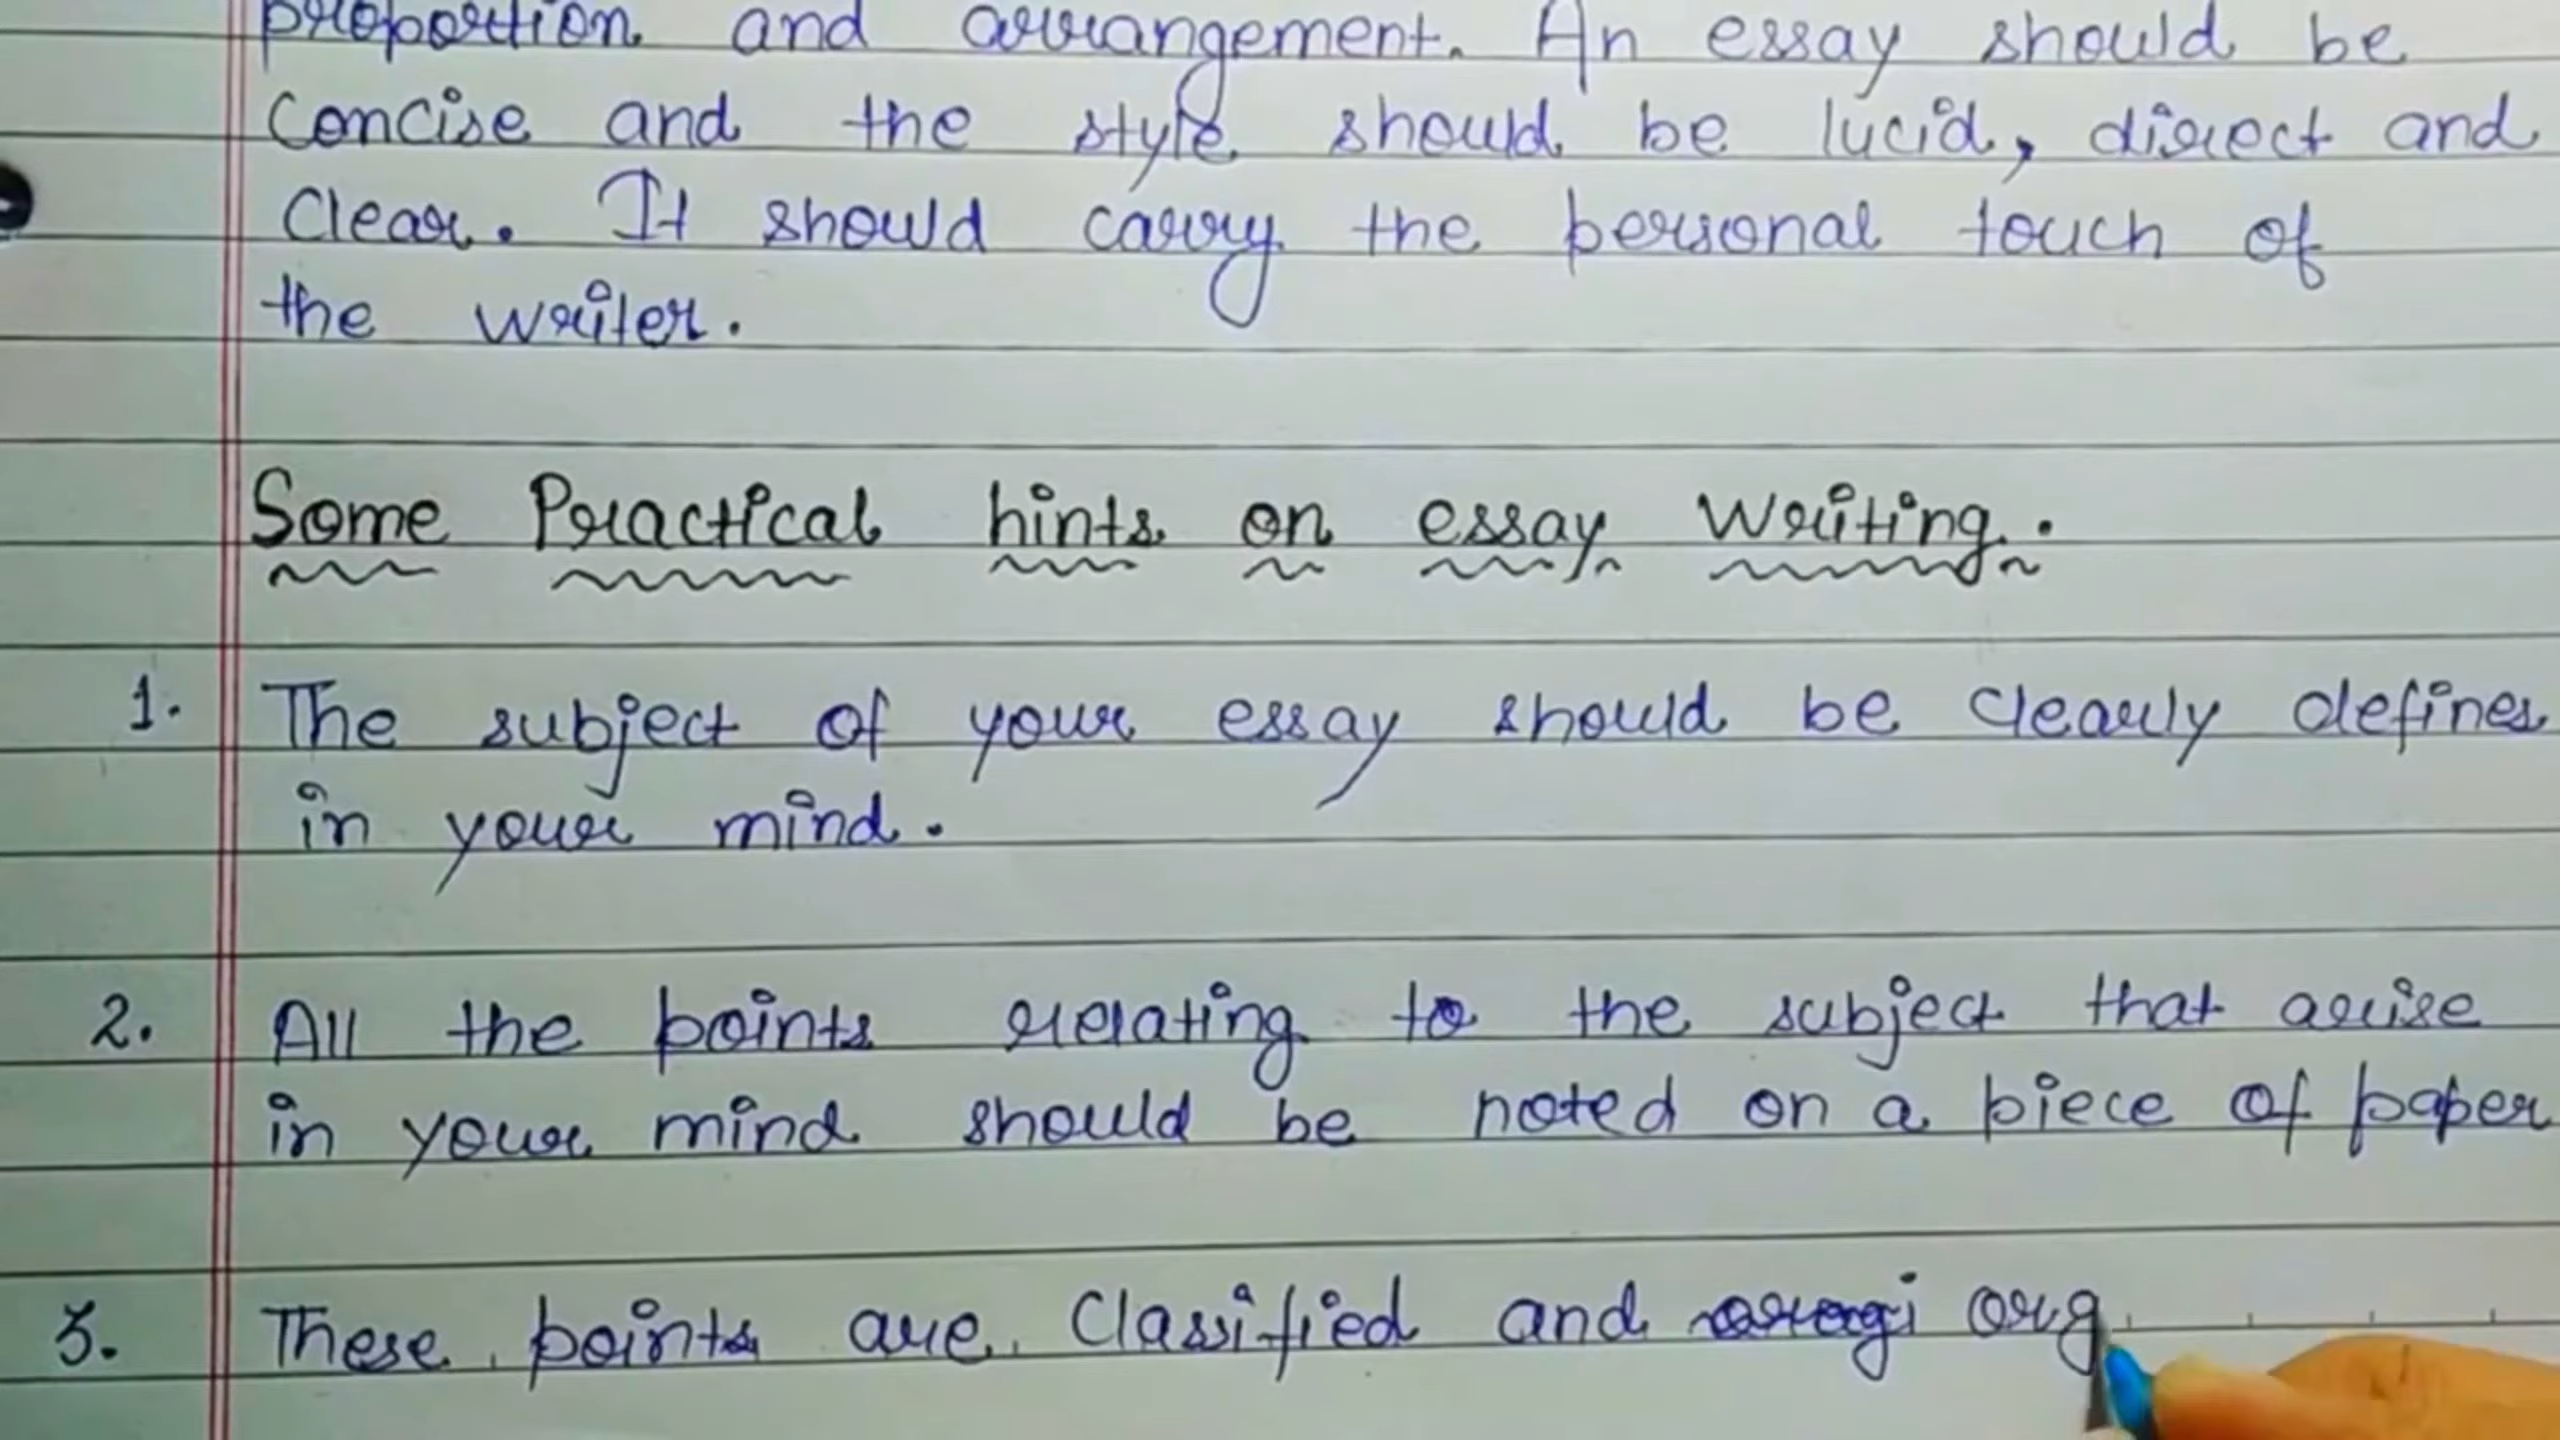 proportion and arrangement. An essay should be
Concise and the style should be lucid, direct and
Clear. It should carry the personal touch of
the writer.
Some Practical hints on essay Writing.
1. The subject of your essay should be clearly defines
in your mind.
2. All the points relating to the subject that arise
in your mind should be noted on a piece of paper
3. These points are Classified and org